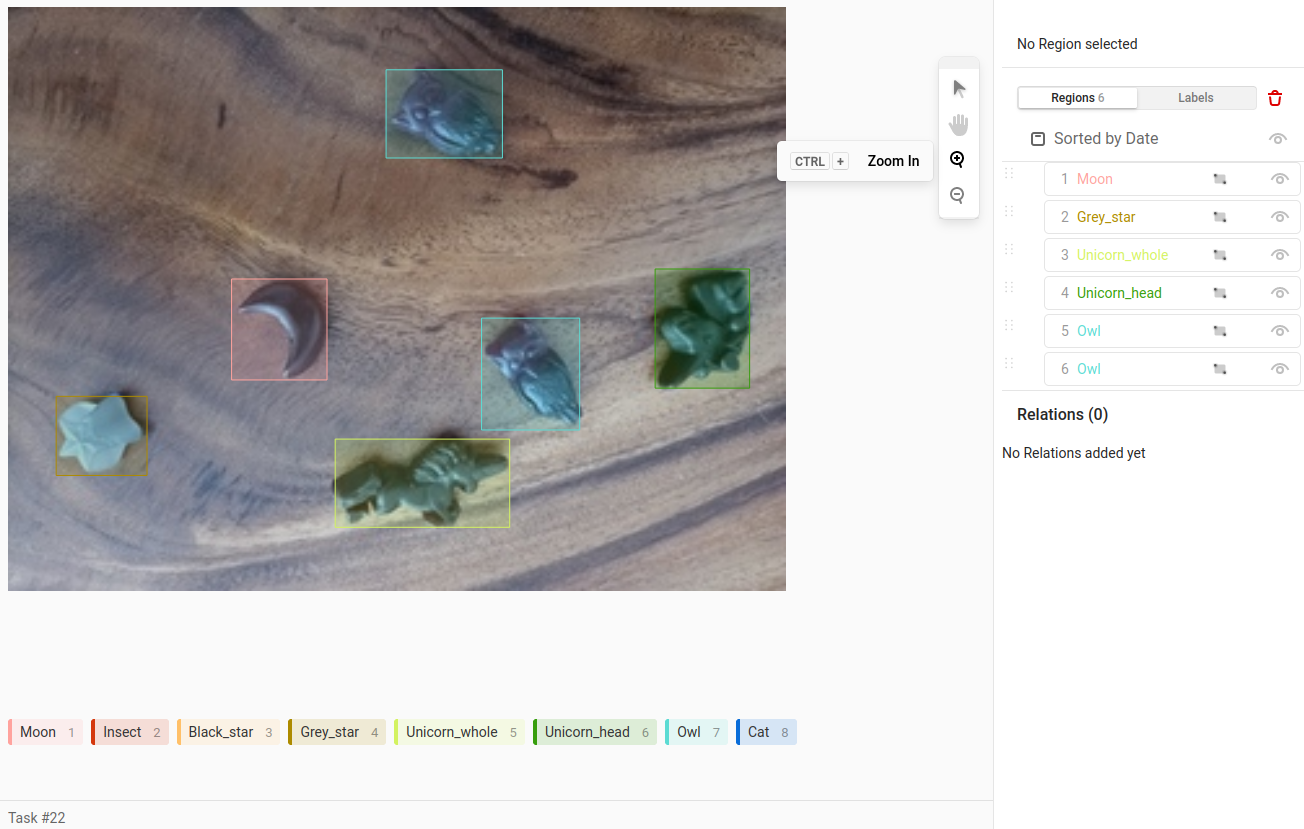 No Region selected
Regions 6
Labels
Sorted by Date
CTRL + Zoom In
1 Moon
2 Grey_star
3 Unicorn_whole
4 Unicorn_head
5 Owl
6 Owl
Relations (0)
No Relations added yet
Moon 1
Insect 2
Black_star 3
Grey_star 4
Unicorn_whole 5
Unicorn_head 6
Owl 7
Cat 8
Task #22